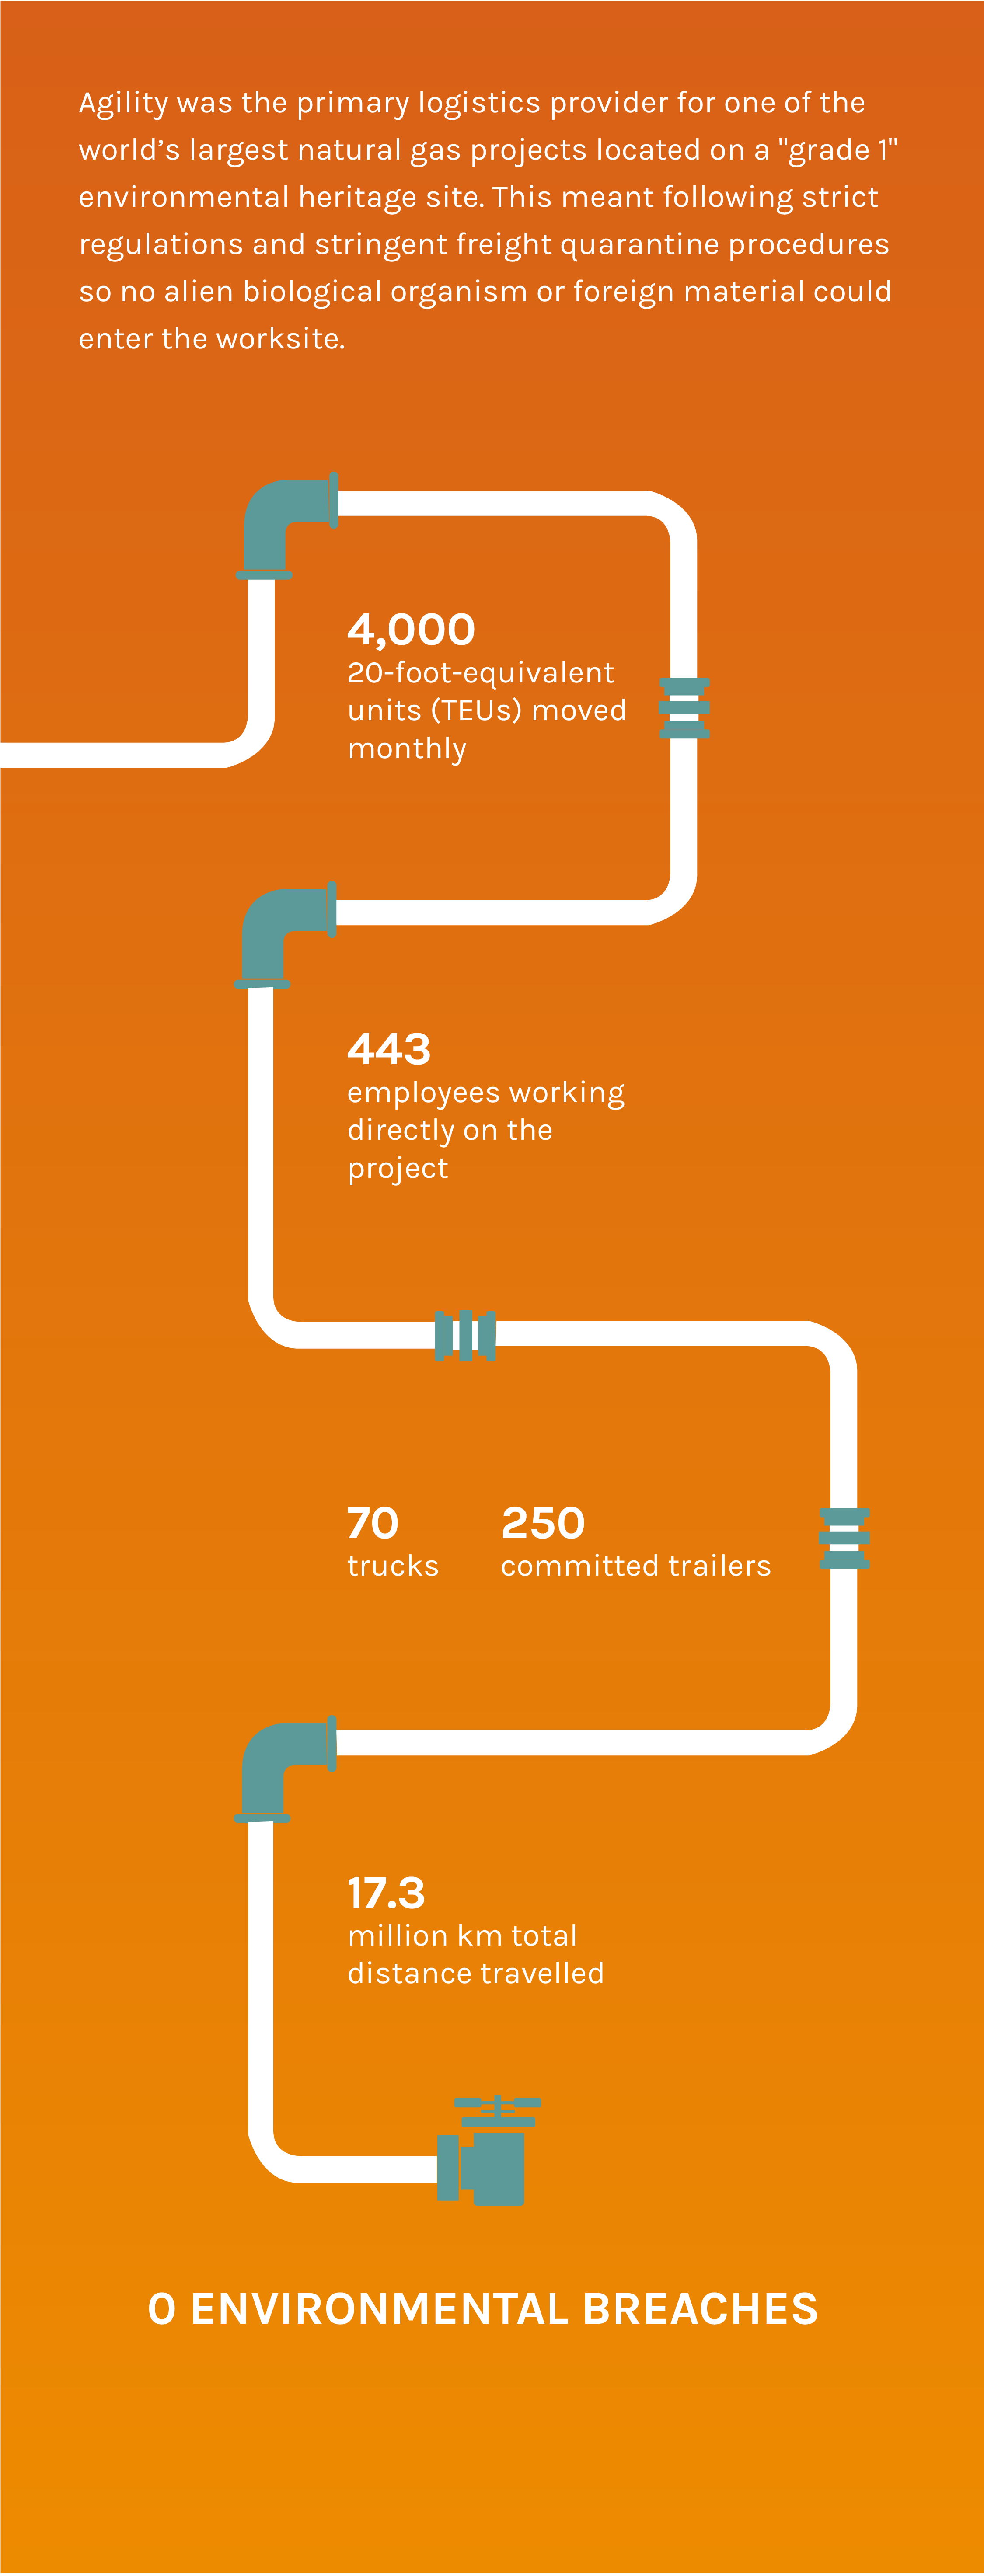 Agility was the primary logistics provider for one of the
world’s largest natural gas projects located on a "grade 1"
environmental heritage site. This meant following strict
regulations and stringent freight quarantine procedures
so no alien biological organism or foreign material could
enter the worksite.
4,000
20-foot-equivalent
units (TEUs) moved
monthly
443
employees working
directly on the
project
70
trucks
250
committed trailers
17.3
million km total
distance travelled
0 ENVIRONMENTAL BREACHES